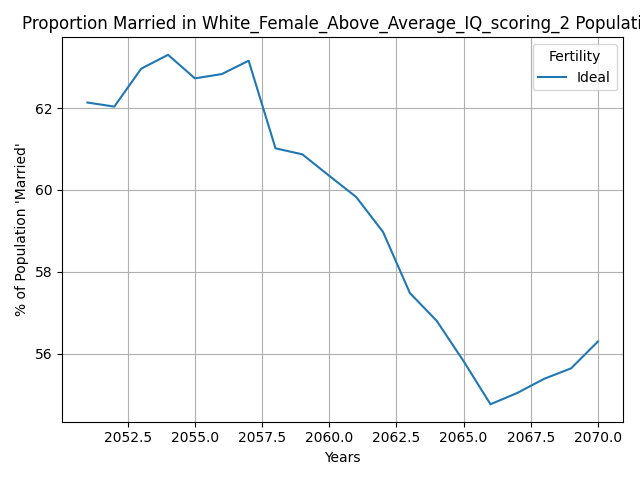 Proportion Married in White_Female_Above_Average_IQ_scoring_2 Populati
Fertility
Ideal
% of Population 'Married'
62
60
58
56
2052.5 2055.0 2057.5 2060.0 2062.5 2065.0 2067.5 2070.0
Years